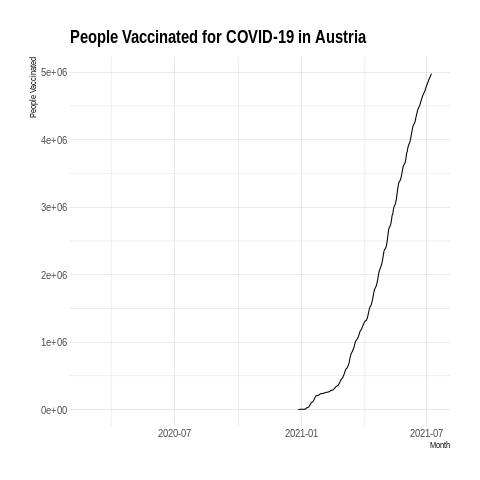 People Vaccinated for COVID-19 in Austria
People Vaccinated
5e+06
4e+06
3e+06
2e+06
1e+06
0e+00
2020-07
2021-01
2021-07
Month